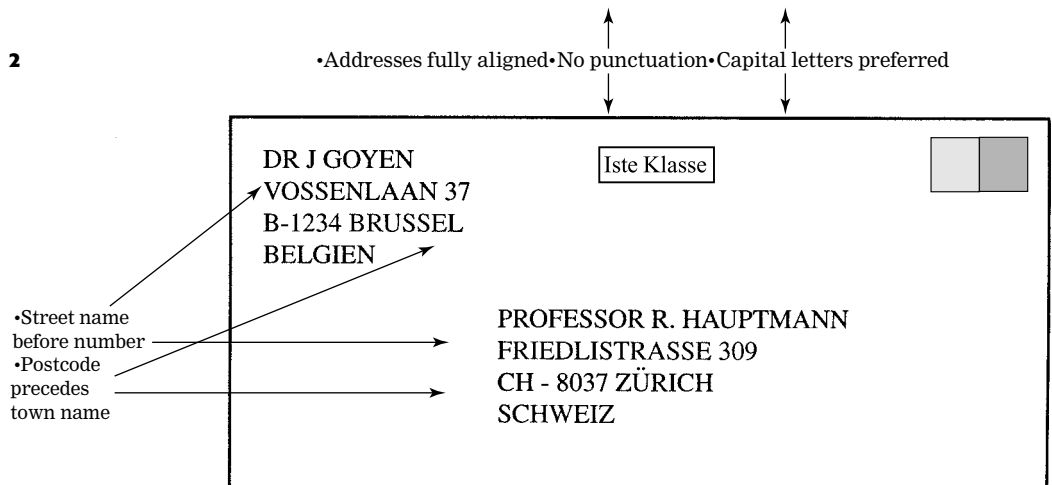 2
•Addresses fully aligned•No punctuation•Capital letters preferred
DR J GOYEN
VOSSENLAAN 37
B-1234 BRUSSEL
BELGIEN
Iste Klasse
•Street name
before number
•Postcode
precedes
town name
PROFESSOR R. HAUPTMANN
FRIEDLISTRASSE 309
CH - 8037 ZÜRICH
SCHWEIZ